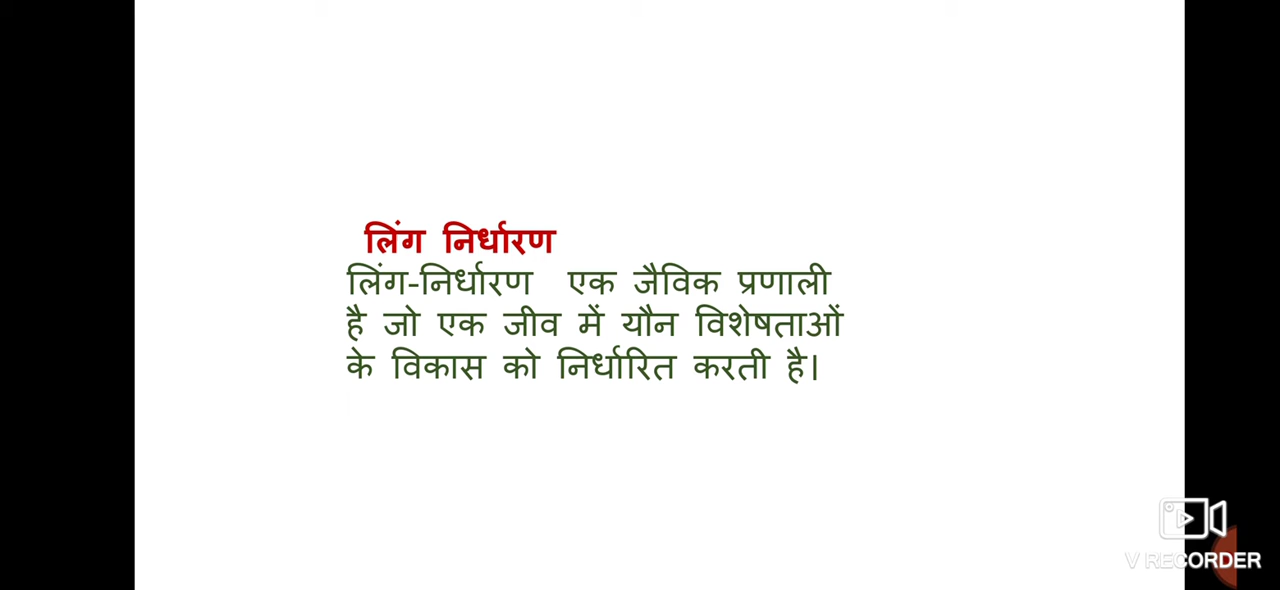 लिंग निर्धारण
लिंग-निर्धारण एक जैविक प्रणाली
है जो एक जीव में यौन विशेषताओं
के विकास को निर्धारित करती है।
V RECORDER